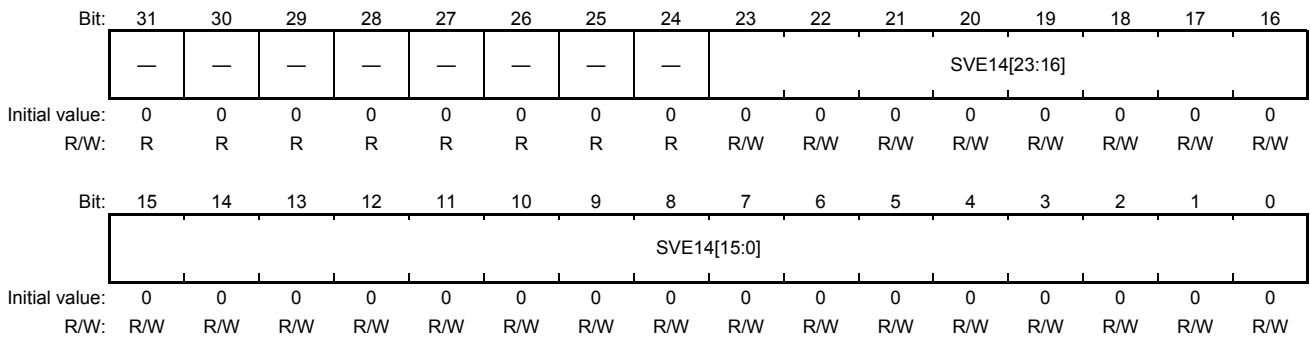 Bit: 31 30 29 28 27 26 25 24 23 22 21 20 19 18 17 16
— — — — — — — — SVE14[23:16]
Initial value: 0 0 0 0 0 0 0 0 0 0 0 0 0 0 0 0
R/W: R R R R R R R R R/W R/W R/W R/W R/W R/W R/W R/W
Bit: 15 14 13 12 11 10 9 8 7 6 5 4 3 2 1 0
SVE14[15:0]
Initial value: 0 0 0 0 0 0 0 0 0 0 0 0 0 0 0 0
R/W: R/W R/W R/W R/W R/W R/W R/W R/W R/W R/W R/W R/W R/W R/W R/W R/W